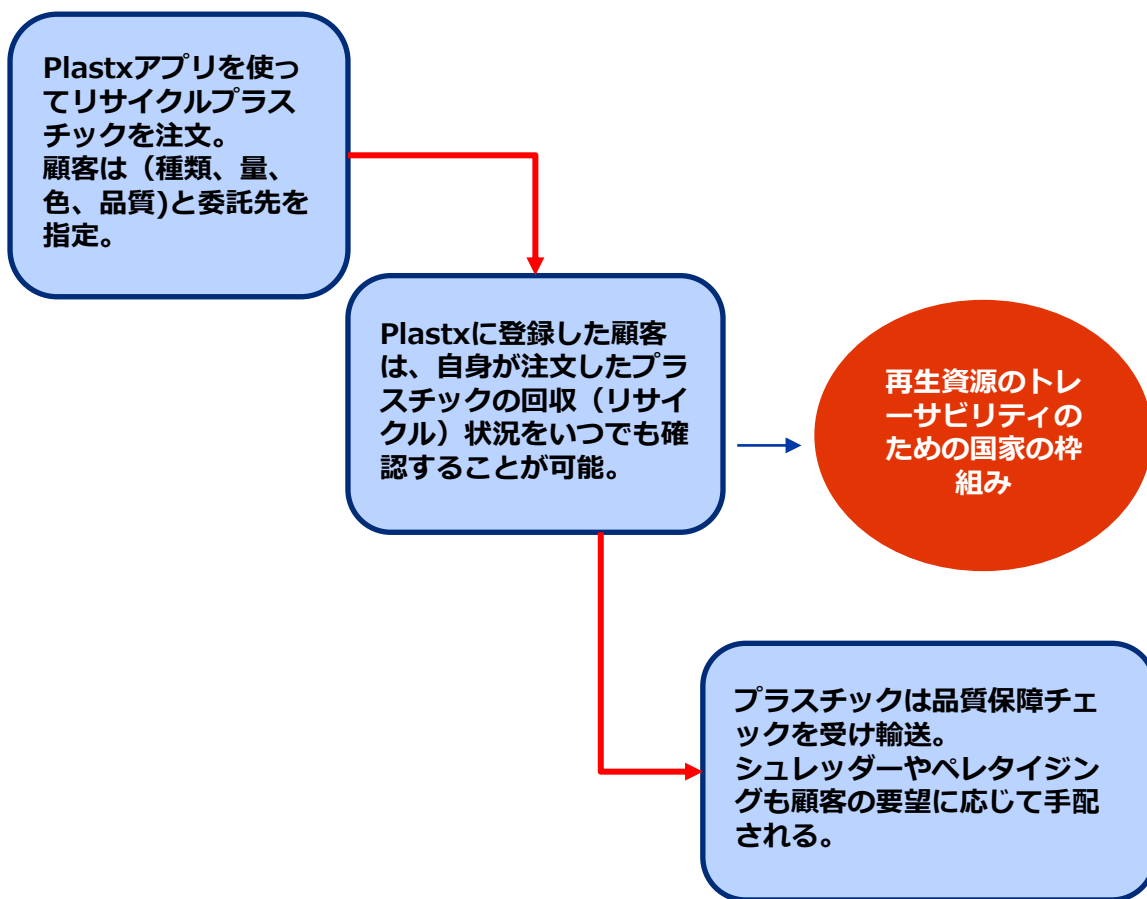 Plastxアプリを使っ
てリサイクルプラス
チックを注文。
顧客は（種類、量、
色、品質)と委託先を
指定。
Plastxに登録した顧客
は、自身が注文したプラ
スチックの回収（リサイ
クル）状況をいつでも確
認することが可能。
再生資源のトレ
ーサビリティの
ための国家の枠
組み
プラスチックは品質保障チェ
ックを受け輸送。
シュレッダーやペレタイジン
グも顧客の要望に応じて手配
される。